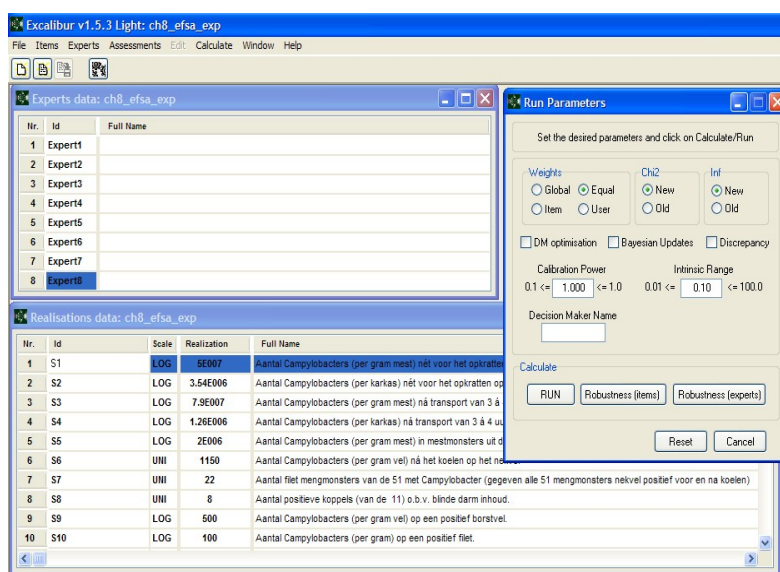 Excalibur v1.5.3 Light: ch8_efsa_exp
File Items Experts Assessments Edit Calculate Window Help
Experts data: ch8_efsa_exp
Nr. Id Full Name
1 Expert1
2 Expert2
3 Expert3
4 Expert4
5 Expert5
6 Expert6
7 Expert7
8 Expert8
Run Parameters
Set the desired parameters and click on Calculate/Run
Weights Chi2 Inf
Global Equal New New
Item User Old Old
DM optimisation Bayesian Updates Discrepancy
Calibration Power Intrinsic Range
0.1 <= 1.000 <= 1.0 0.01 <= 0.10 <= 100.0
Decision Maker Name
Calculate
RUN Robustness (items) Robustness (experts)
Reset Cancel
Realisations data: ch8_efsa_exp
Nr. Id Scale Realization Full Name
1 S1 LOG 5E007 Aantal Campylobacters (per gram mest) nét voor het opkratten
2 S2 LOG 3.54E006 Aantal Campylobacters (per karkas) nét voor het opkratten op
3 S3 LOG 7.9E007 Aantal Campylobacters (per gram mest) ná transport van 3 á
4 S4 LOG 1.26E006 Aantal Campylobacters (per karkas) ná transport van 3 á 4 uu
5 S5 LOG 2E006 Aantal Campylobacters (per gram mest) in mestmonsters uit d
6 S6 UNI 1150 Aantal Campylobacters (per gram vel) ná het koelen op het
7 S7 UNI 22 Aantal filet mengmonsters van de 51 met Campylobacter (gegeven alle 51 mengmonsters nekvel positief voor en na koelen)
8 S8 UNI 8 Aantal positieve koppels (van de 11) o.b.v. blinde darm inhoud.
9 S9 LOG 500 Aantal Campylobacters (per gram vel) op een positief borstvel.
10 S10 LOG 100 Aantal Campylobacters (per gram) op een positief filet.